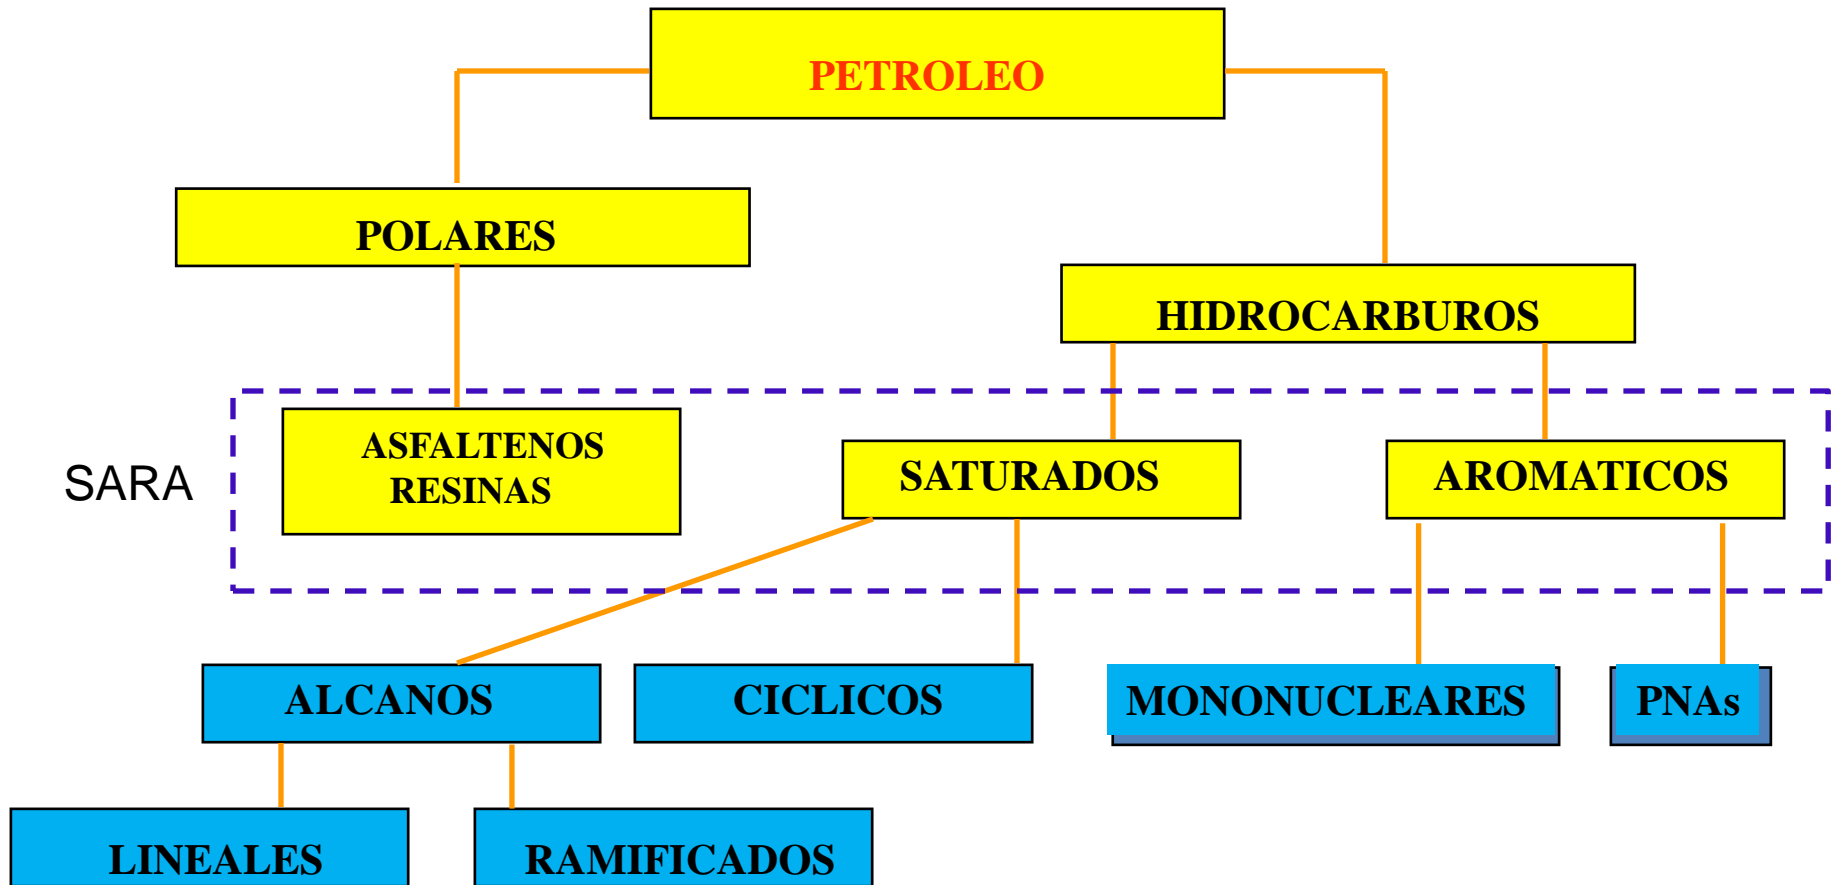 PETROLEO
POLARES
HIDROCARBUROS
SARA
ASFALTENOS
RESINAS
SATURADOS
AROMATICOS
ALCANOS
CICLICOS
MONONUCLEARES
PNAs
LINEALES
RAMIFICADOS